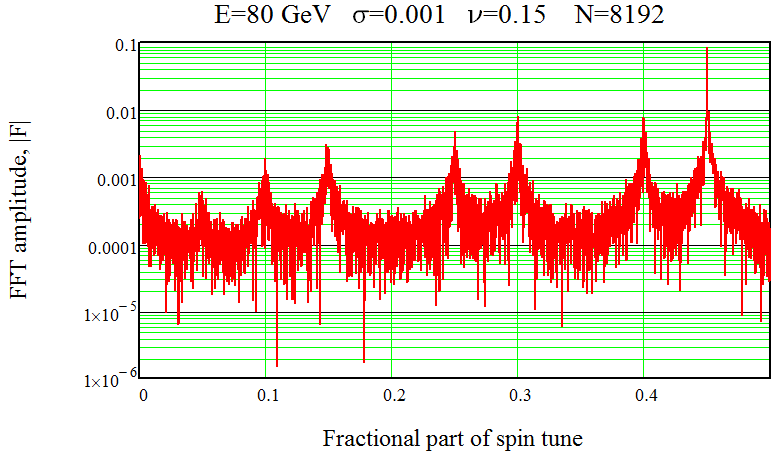 E=80 GeV σ=0.001 ν=0.15 N=8192
FFT amplitude, |F|
0.1
0.01
0.001
0.0001
1×10⁻⁵
1×10⁻⁶
0 0.1 0.2 0.3 0.4
Fractional part of spin tune